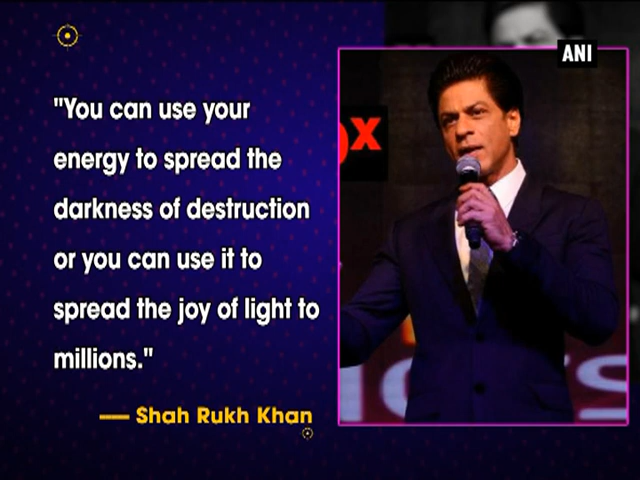 ANI
"You can use your
energy to spread the
darkness of destruction
or you can use it to
spread the joy of light to
millions."
— Shah Rukh Khan
x